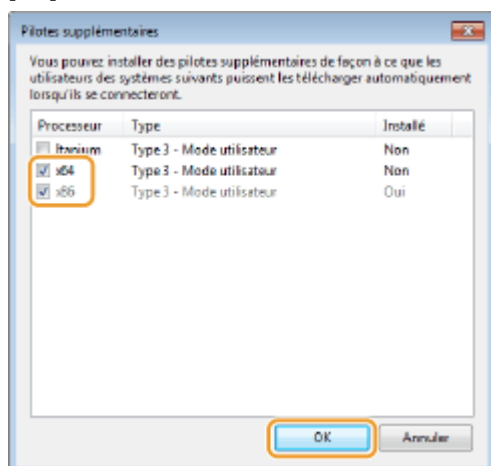 Pilotes supplémentaires
Vous pouvez installer des pilotes supplémentaires de façon à ce que les
utilisateurs des systèmes suivants puissent les télécharger automatiquement
lorsqu'ils se connecteront.
Processeur Type Installé
Itanium Type 3 - Mode utilisateur Non
x64 Type 3 - Mode utilisateur Non
x86 Type 3 - Mode utilisateur Oui
OK Annuler